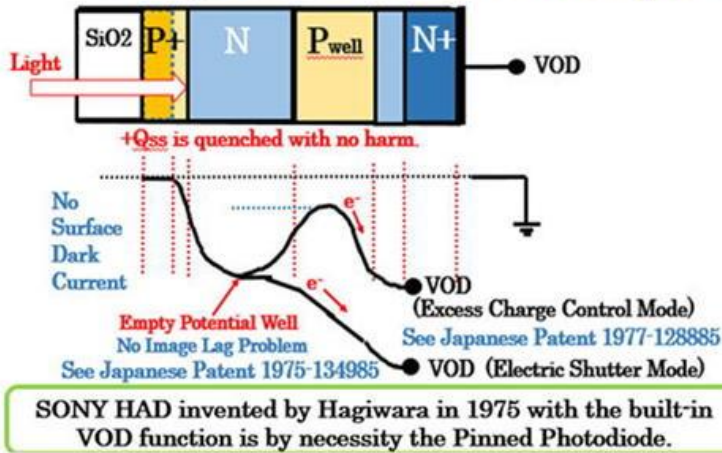 SiO2 P+ N Pwell N+
VOD
Light
+Qss is quenched with no harm.
No
Surface
Dark
Current
e-
e-
VOD
(Excess Charge Control Mode)
Empty Potential Well
See Japanese Patent 1977-128885
No Image Lag Problem
See Japanese Patent 1975-134985
VOD (Electric Shutter Mode)
SONY HAD invented by Hagiwara in 1975 with the built-in
VOD function is by necessity the Pinned Photodiode.